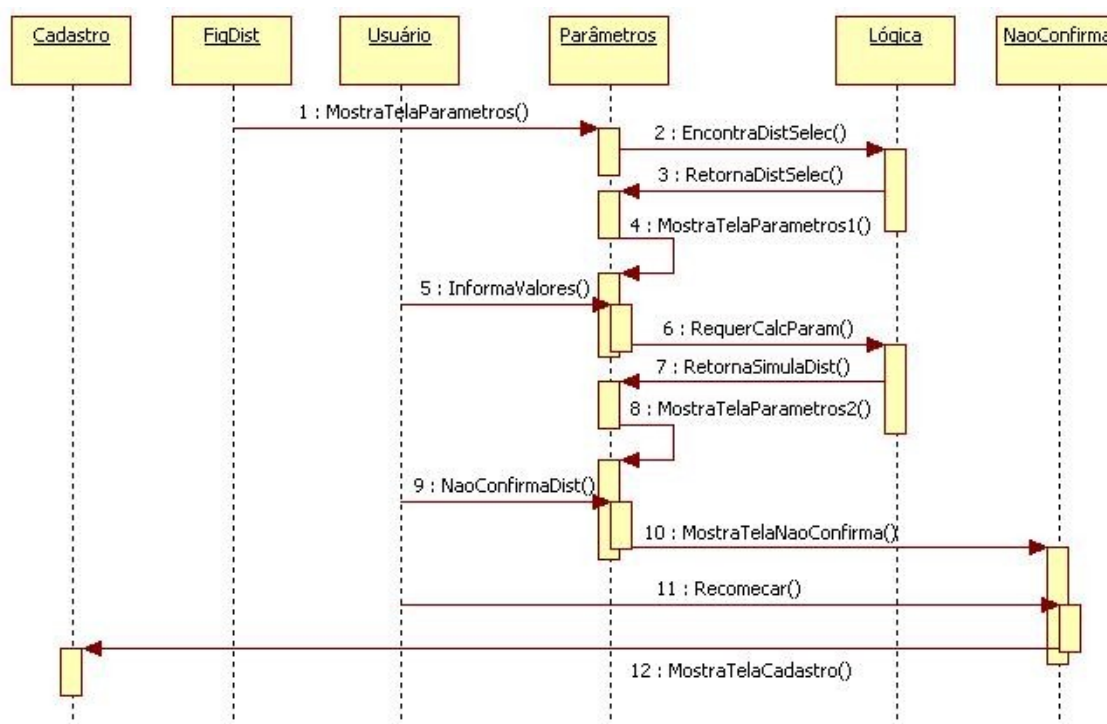 Cadastro
FigDist
Usuário
Parâmetros
Lógica
NaoConfirma
1 : MostraTelaParametros()
2 : EncontraDistSelec()
3 : RetornaDistSelec()
4 : MostraTelaParametros1()
5 : InformaValores()
6 : RequerCalcParam()
7 : RetornaSimulaDist()
8 : MostraTelaParametros2()
9 : NaoConfirmaDist()
10 : MostraTelaNaoConfirma()
11 : Recomecar()
12 : MostraTelaCadastro()